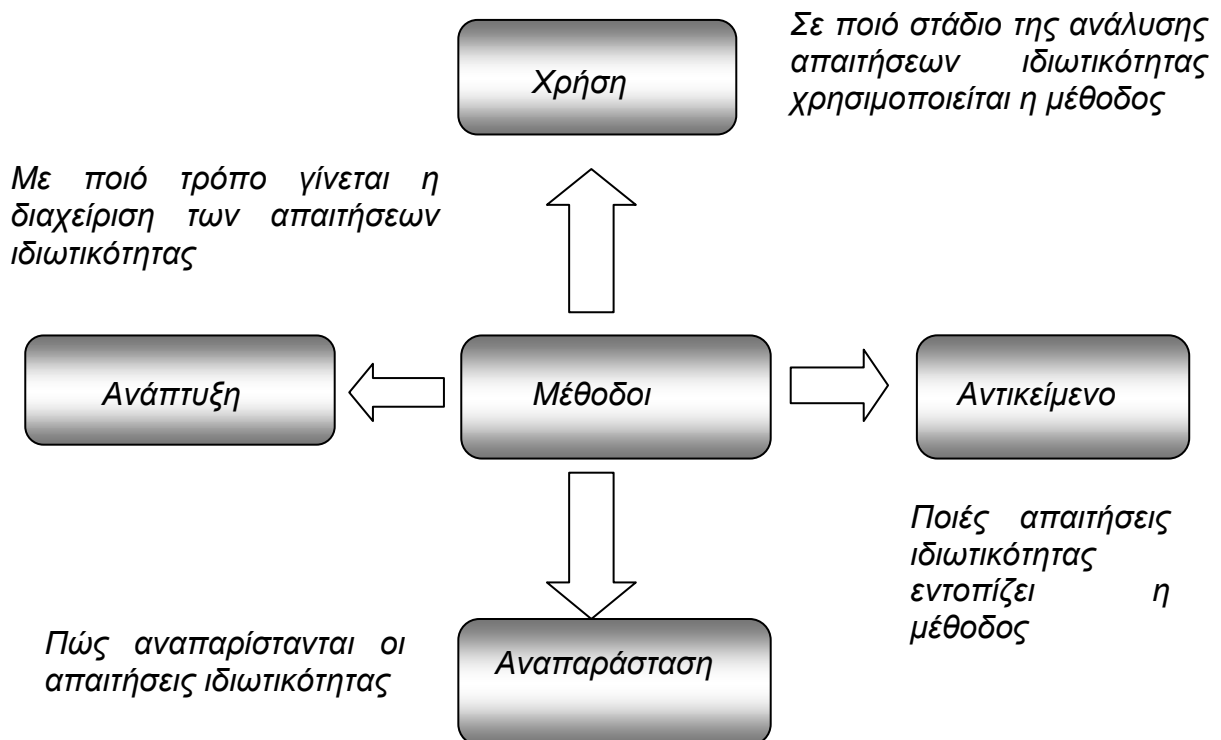 Σε ποιό στάδιο της ανάλυσης
απαιτήσεων ιδιωτικότητας
χρησιμοποιείται η μέθοδος
Χρήση
Με ποιό τρόπο γίνεται η
διαχείριση των απαιτήσεων
ιδιωτικότητας
Ανάπτυξη
Μέθοδοι
Αντικείμενο
Ποιές απαιτήσεις
ιδιωτικότητας
εντοπίζει η
μέθοδος
Πώς αναπαρίστανται οι
απαιτήσεις ιδιωτικότητας
Αναπαράσταση